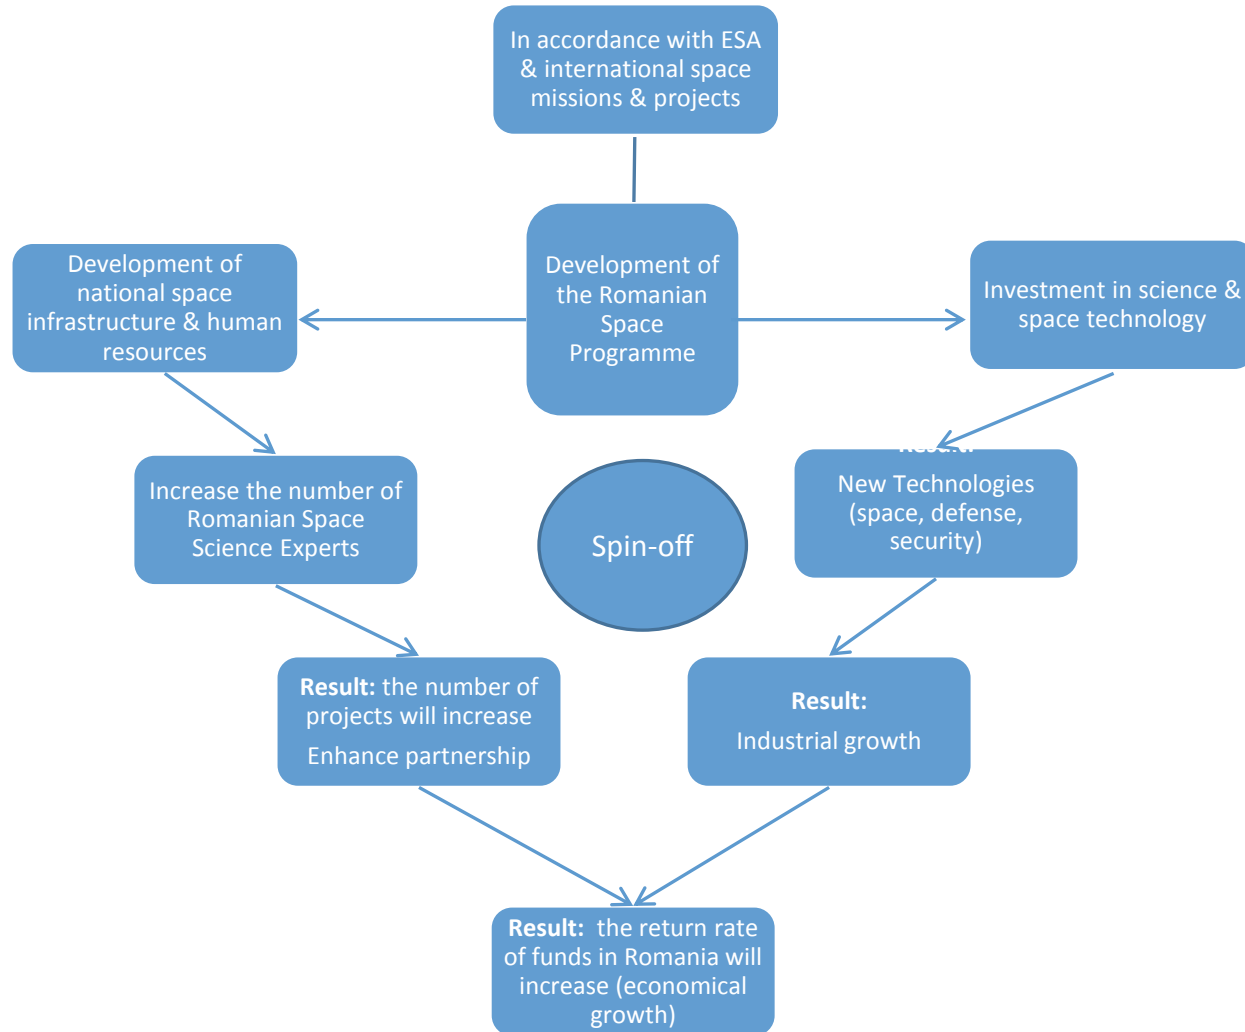 In accordance with ESA
& international space
missions & projects
Development of
the Romanian
Space
Programme
Development of
national space
infrastructure & human
resources
Investment in science &
space technology
Increase the number of
Romanian Space
Science Experts
Result:
New Technologies
(space, defense,
security)
Spin-off
Result: the number of
projects will increase
Enhance partnership
Result:
Industrial growth
Result: the return rate
of funds in Romania will
increase (economical
growth)